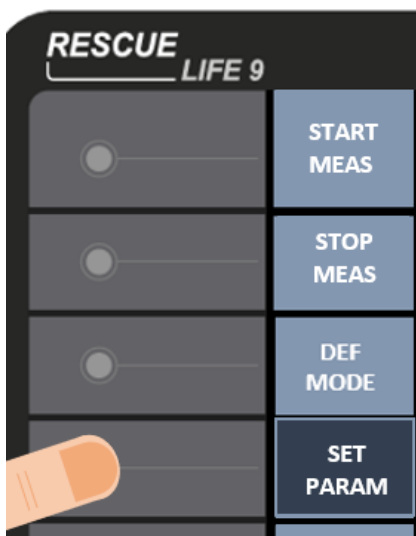 RESCUE
LIFE 9
START
MEAS
STOP
MEAS
DEF
MODE
SET
PARAM